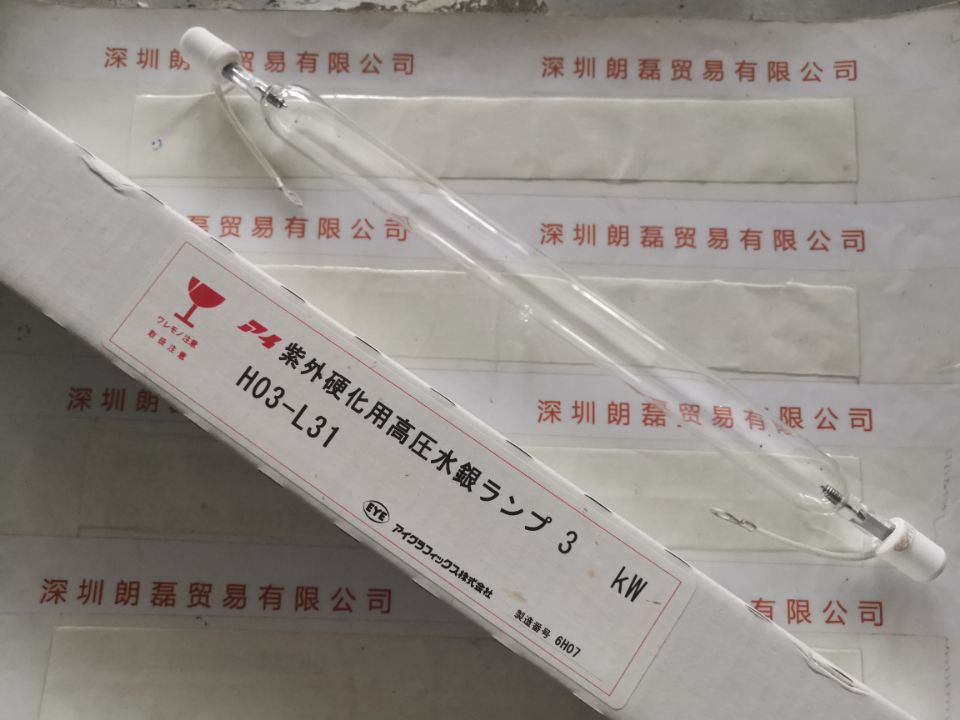 深圳朗磊贸易有限公司
深圳朗磊贸易有限公司
磊贸易有限公司
深圳朗磊贸易有限公司
ワレモノ注意
取扱注意
アイ 紫外硬化用高圧水銀ランプ 3 kW
H03-L31
EYE アイグラフィックス株式会社
製造番号 6H07
深圳朗磊
深圳朗磊贸易有限公司
深圳朗磊贸易有限公司
有限公司